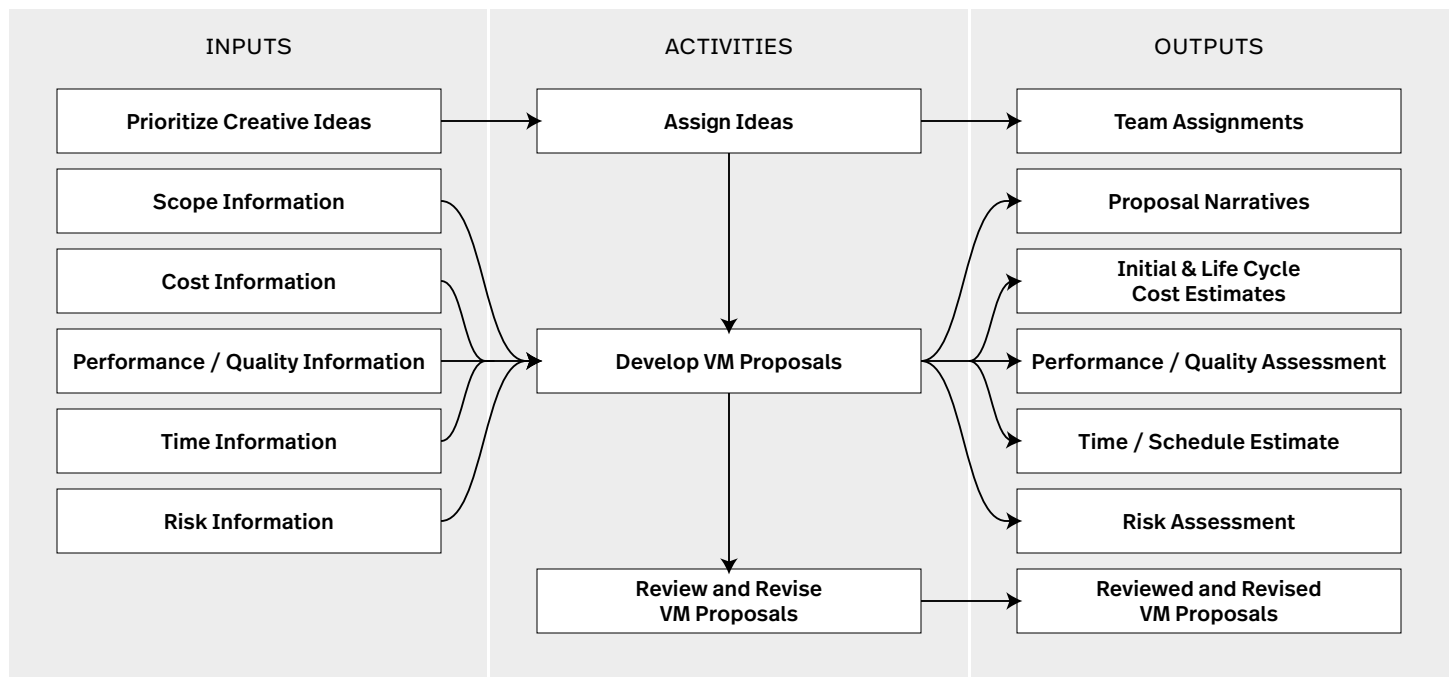 INPUTS
ACTIVITIES
OUTPUTS
Prioritize Creative Ideas
Assign Ideas
Team Assignments
Scope Information
Proposal Narratives
Cost Information
Initial & Life Cycle
Cost Estimates
Performance / Quality Information
Develop VM Proposals
Performance / Quality Assessment
Time Information
Time / Schedule Estimate
Risk Information
Risk Assessment
Review and Revise
VM Proposals
Reviewed and Revised
VM Proposals